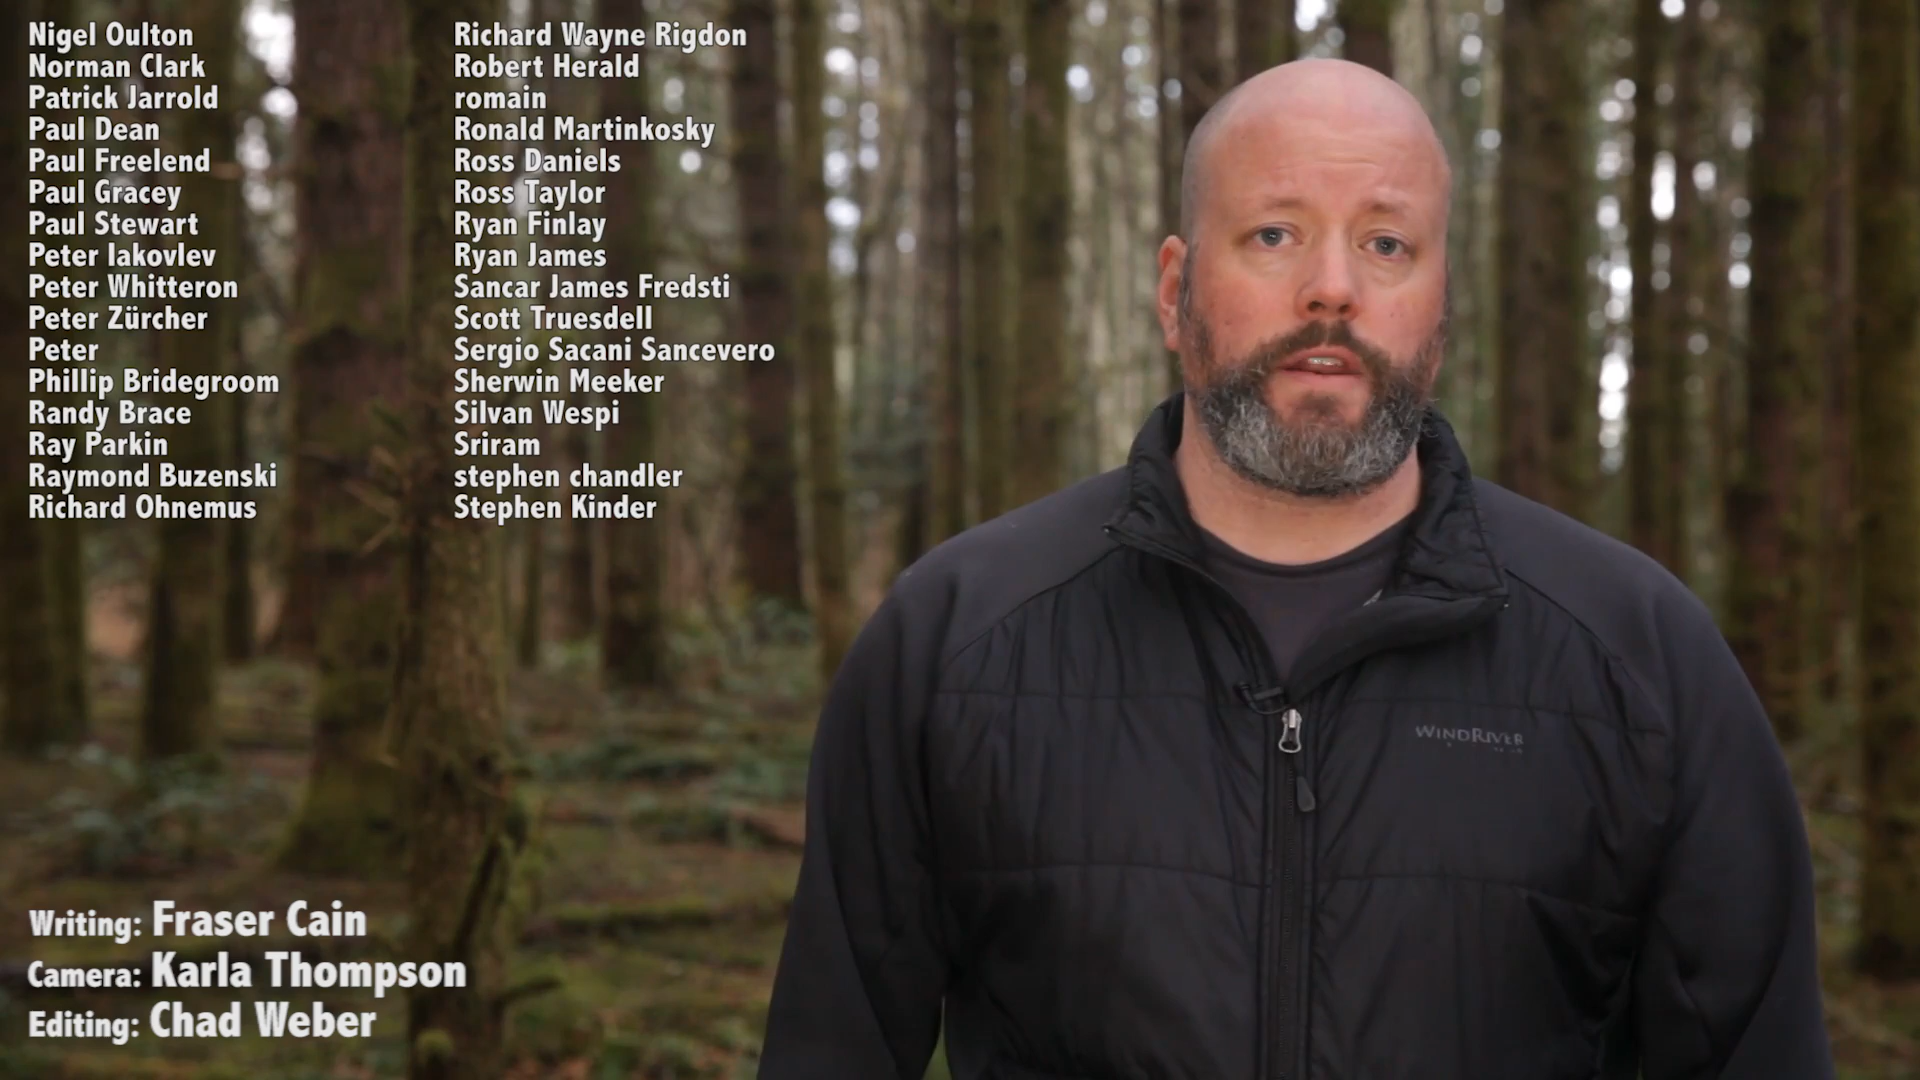 Nigel Oulton
Norman Clark
Patrick Jarrold
Paul Dean
Paul Freelend
Paul Gracey
Paul Stewart
Peter Iakovlev
Peter Whitteron
Peter Zürcher
Peter
Phillip Bridegroom
Randy Brace
Ray Parkin
Raymond Buzenski
Richard Ohnemus
Richard Wayne Rigdon
Robert Herald
romain
Ronald Martinkosky
Ross Daniels
Ross Taylor
Ryan Finlay
Ryan James
Sancar James Fredsti
Scott Truesdell
Sergio Sacani Sancevero
Sherwin Meeker
Silvan Wespi
Sriram
stephen chandler
Stephen Kinder
WINDRIVER
Writing: Fraser Cain
Camera: Karla Thompson
Editing: Chad Weber